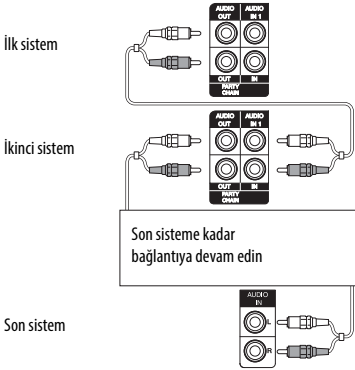 AUDIO OUT AUDIO IN 1
İlk sistem
OUT IN
PARTY CHAIN
AUDIO OUT AUDIO IN 1
İkinci sistem
OUT IN
PARTY CHAIN
Son sisteme kadar
bağlantıya devam edin
AUDIO IN
L
Son sistem
R